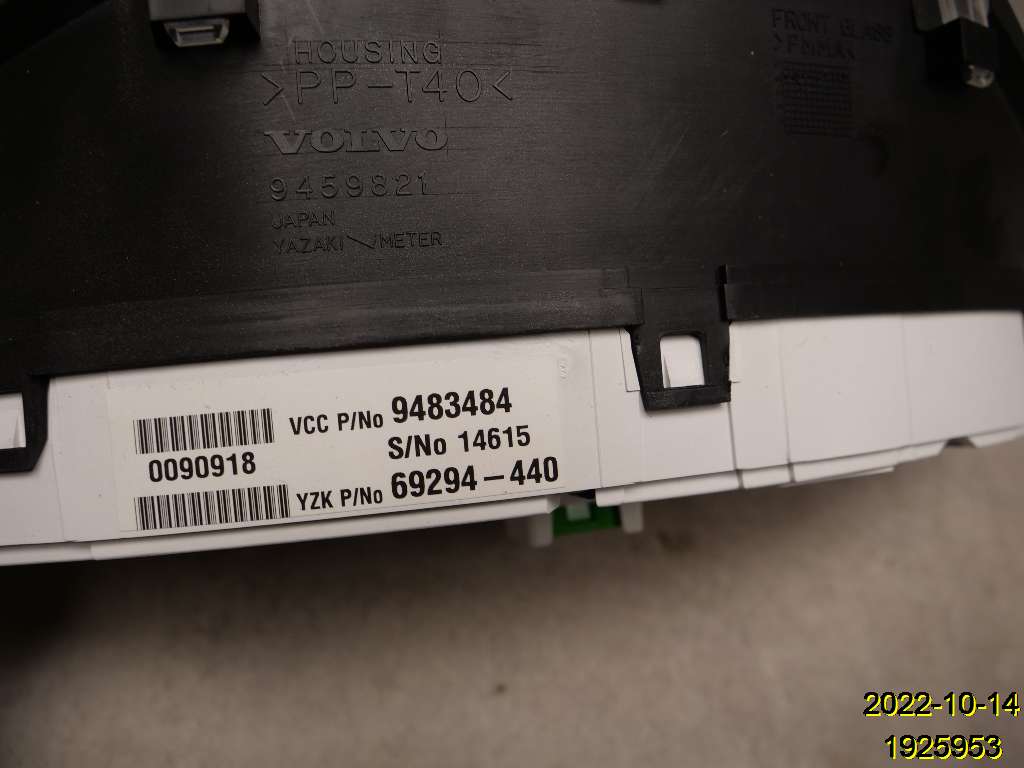 HOUSING
>PP-T40<
VOLVO
9459821
JAPAN
YAZAKI METER
FRONT GLASS
>PMMA<
VCC P/No 9483484
S/No 14615
0090918
YZK P/No 69294-440
2022-10-14
1925953